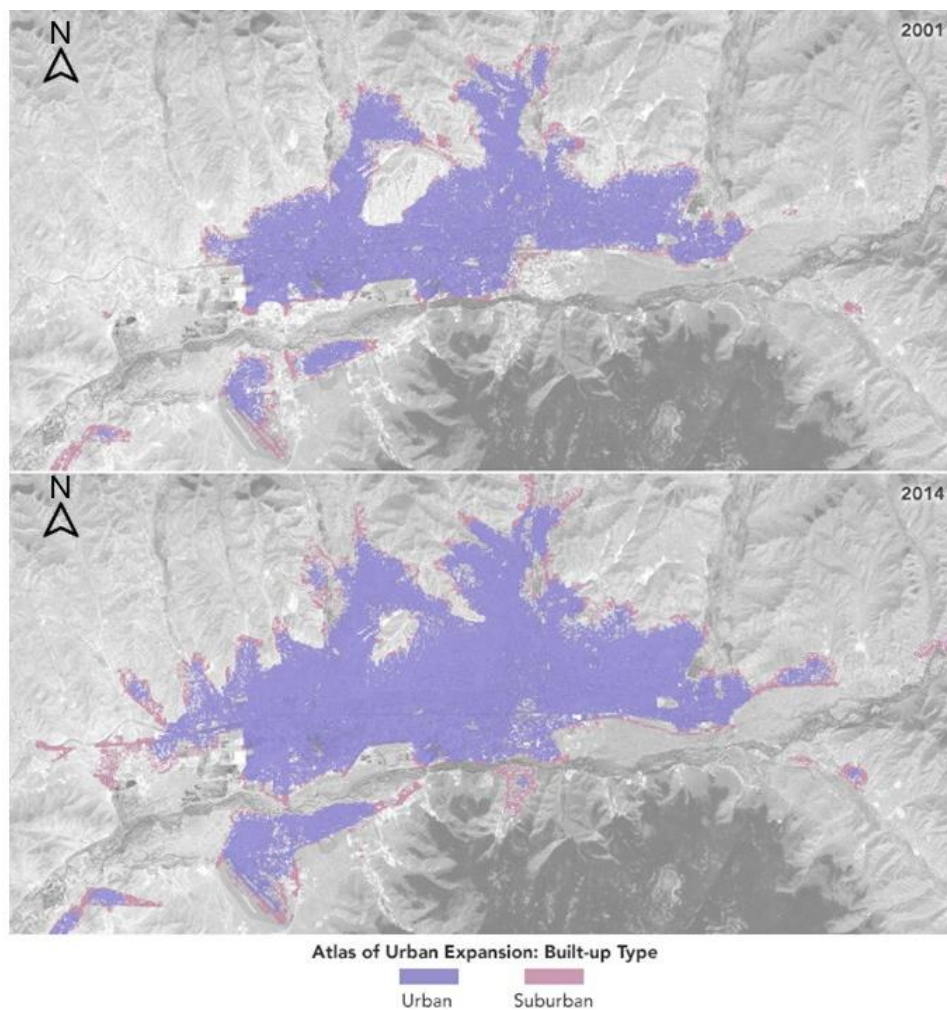 N
2001
N
2014
Atlas of Urban Expansion: Built-up Type
Urban
Suburban